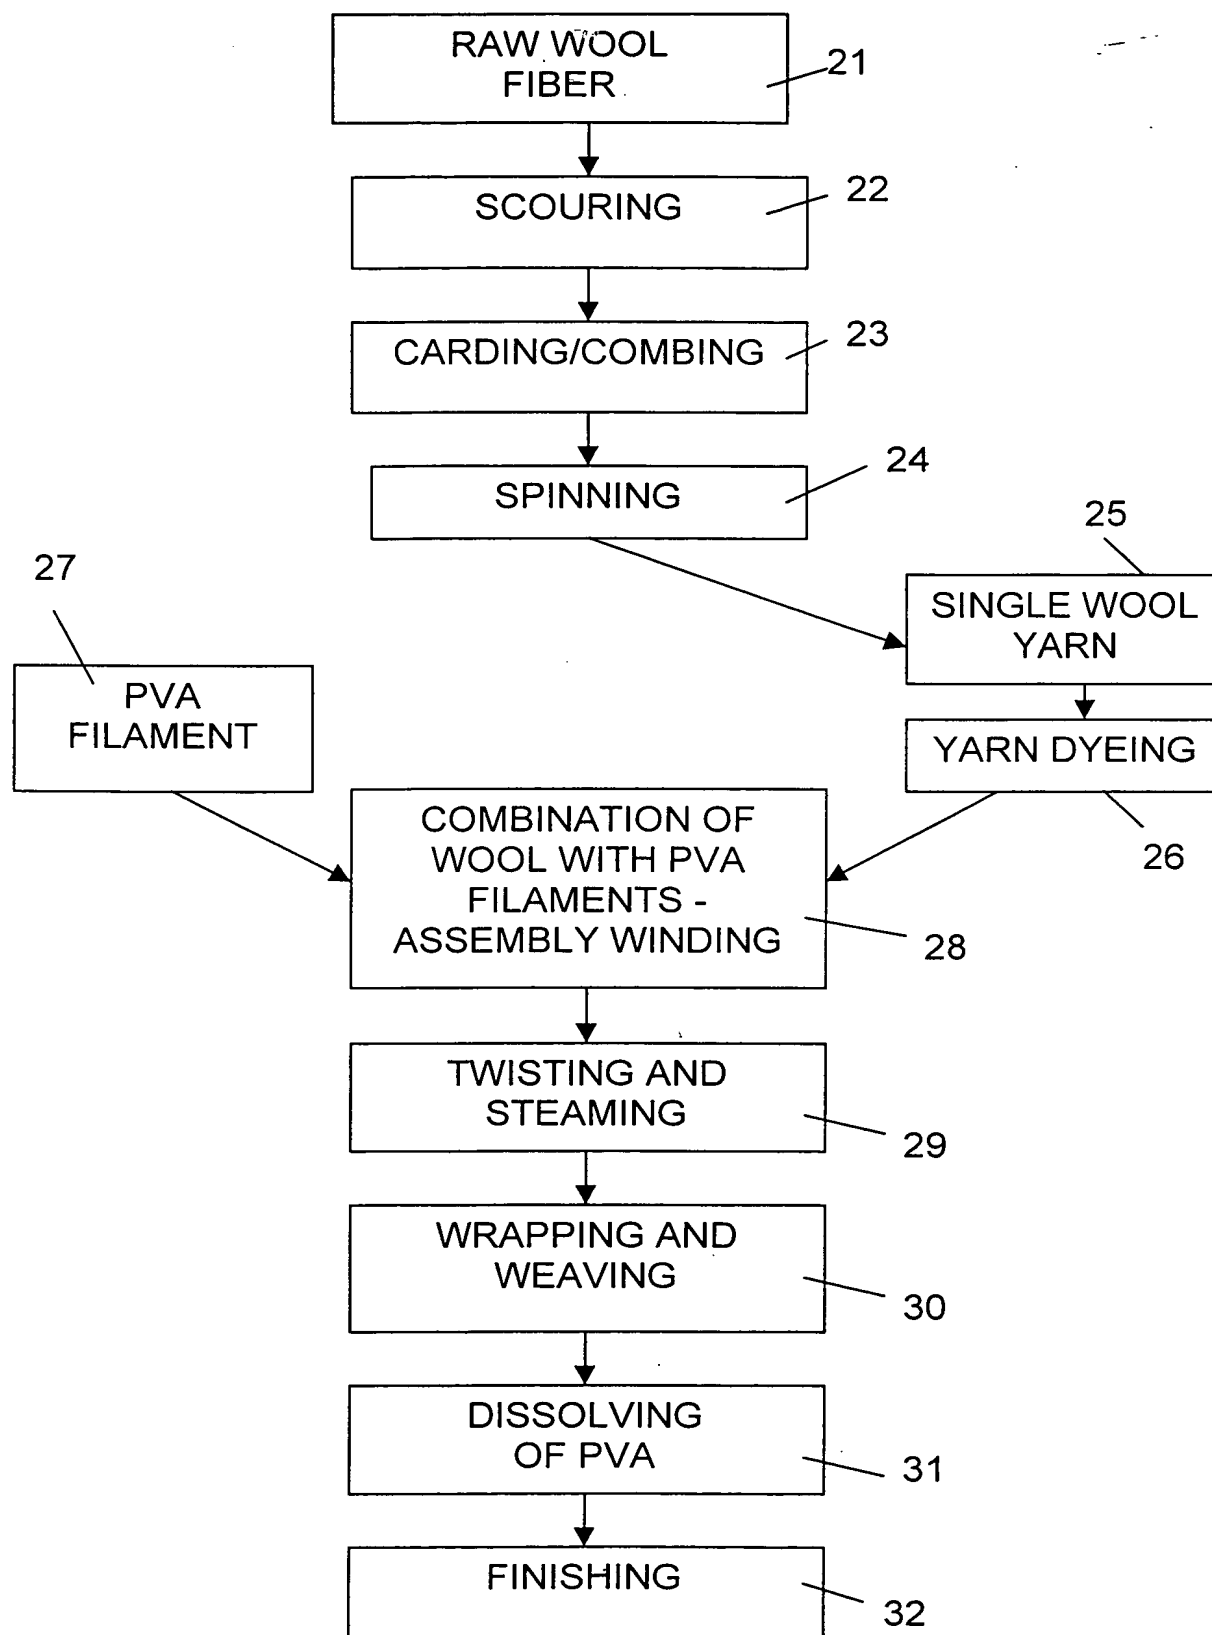 RAW WOOL
FIBER
21
SCOURING
22
CARDING/COMBING
23
SPINNING
24
25
SINGLE WOOL
YARN
27
PVA
FILAMENT
YARN DYEING
26
COMBINATION OF
WOOL WITH PVA
FILAMENTS -
ASSEMBLY WINDING
28
TWISTING AND
STEAMING
29
WRAPPING AND
WEAVING
30
DISSOLVING
OF PVA
31
FINISHING
32